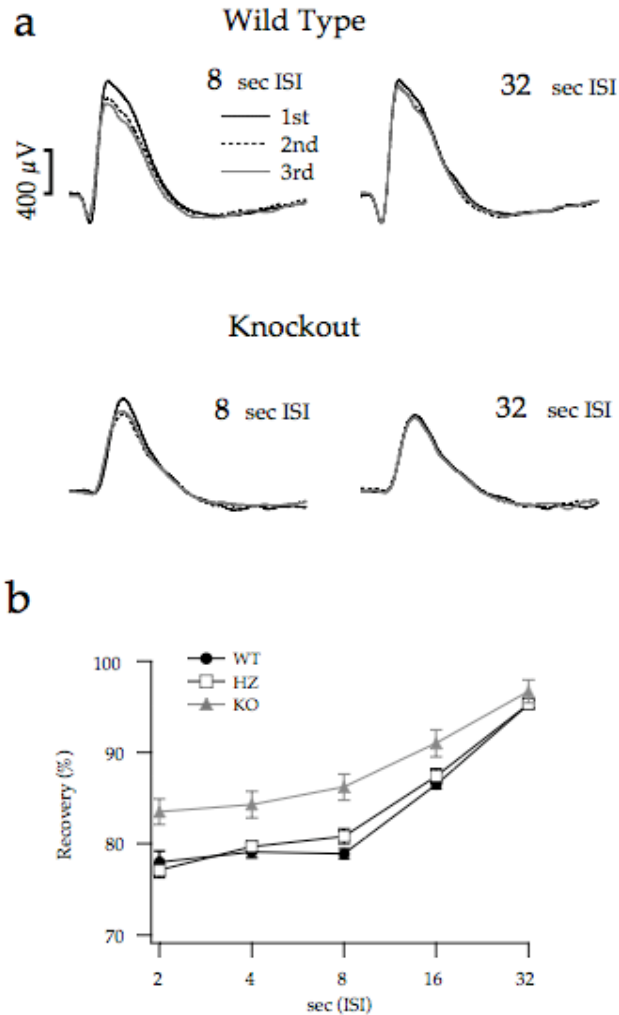 a
Wild Type
8 sec ISI
32 sec ISI
1st
2nd
3rd
400 µV
Knockout
8 sec ISI
32 sec ISI
b
WT
HZ
KO
100
90
80
70
Recovery (%)
2 4 8 16 32
sec (ISI)